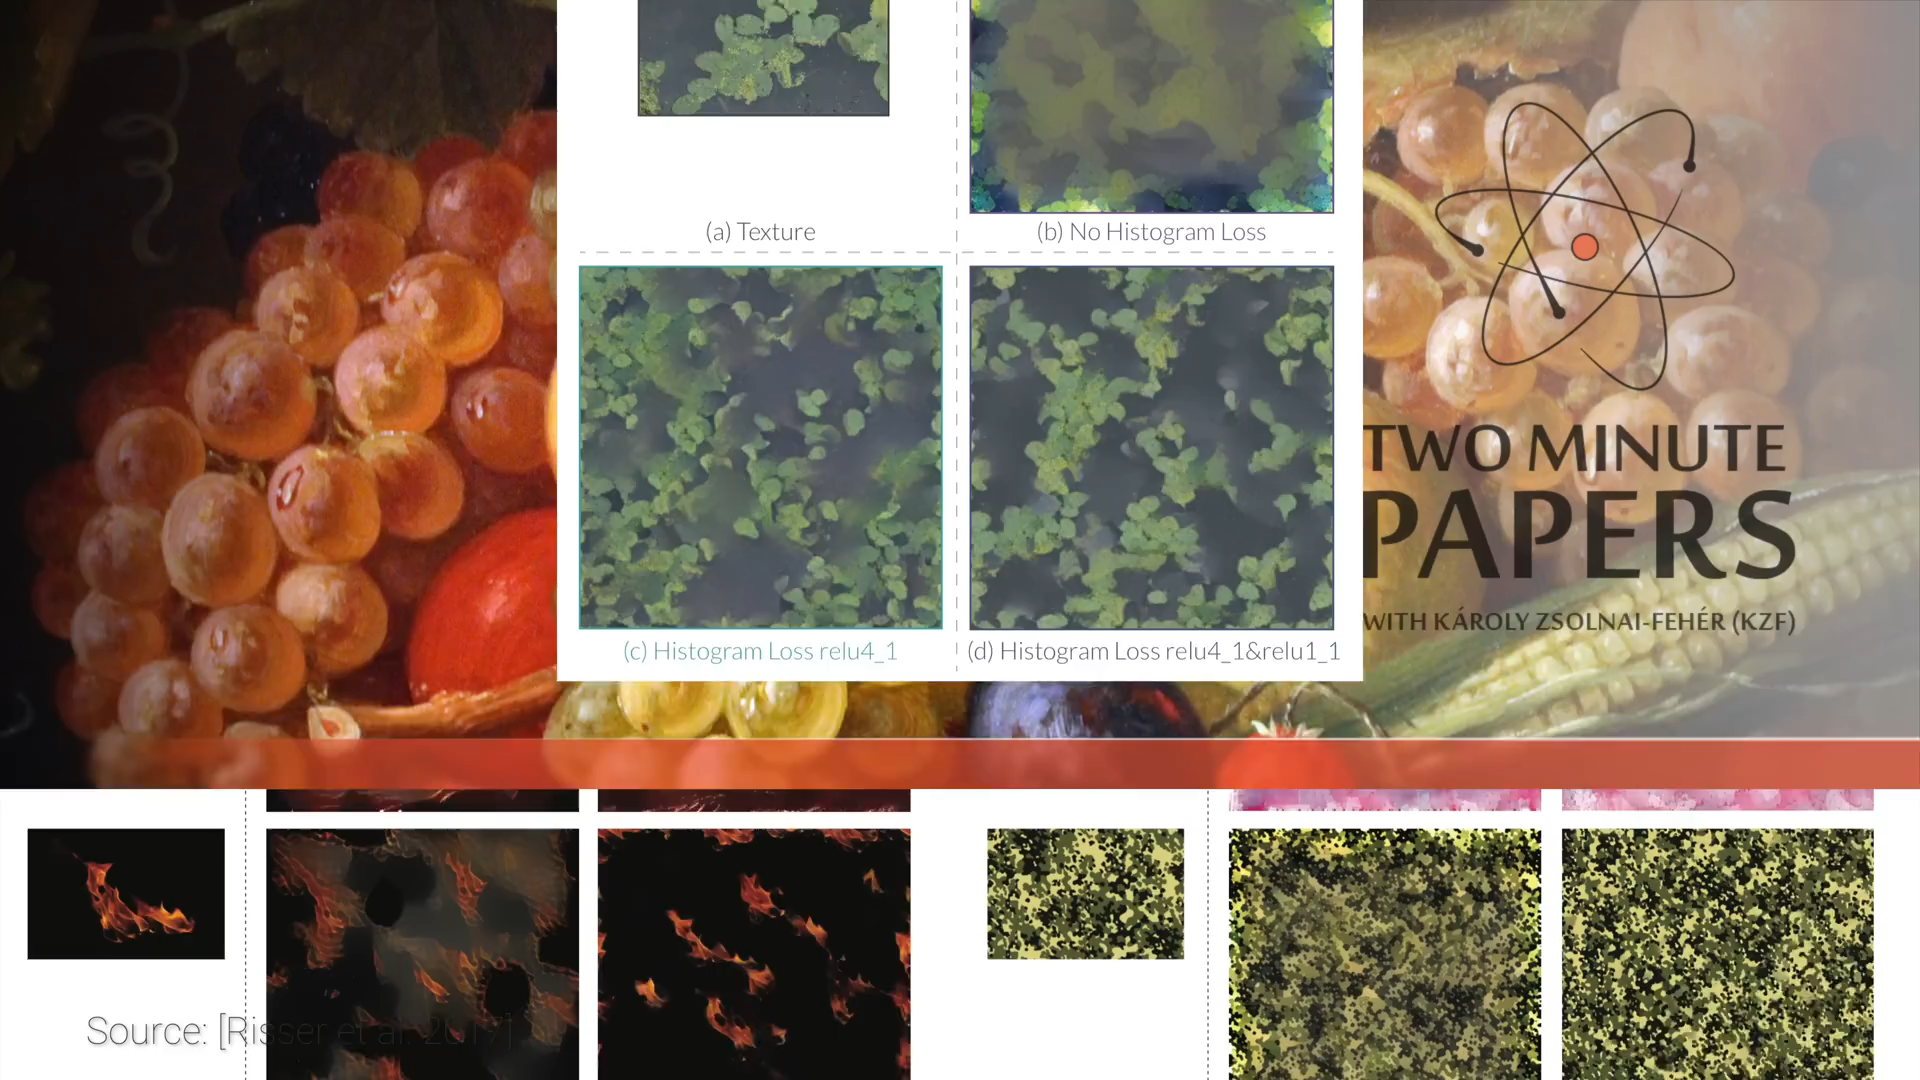 (a) Texture
(b) No Histogram Loss
(c) Histogram Loss relu4_1
(d) Histogram Loss relu4_1&relu1_1
TWO MINUTE
PAPERS
WITH KÁROLY ZSOLNAI-FEHÉR (KZF)
Source: [Risser et al. 2017]